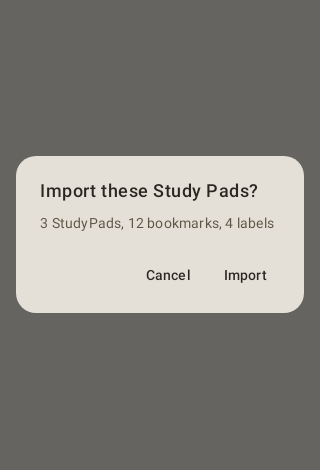 Import these Study Pads?
3 StudyPads, 12 bookmarks, 4 labels
Cancel Import